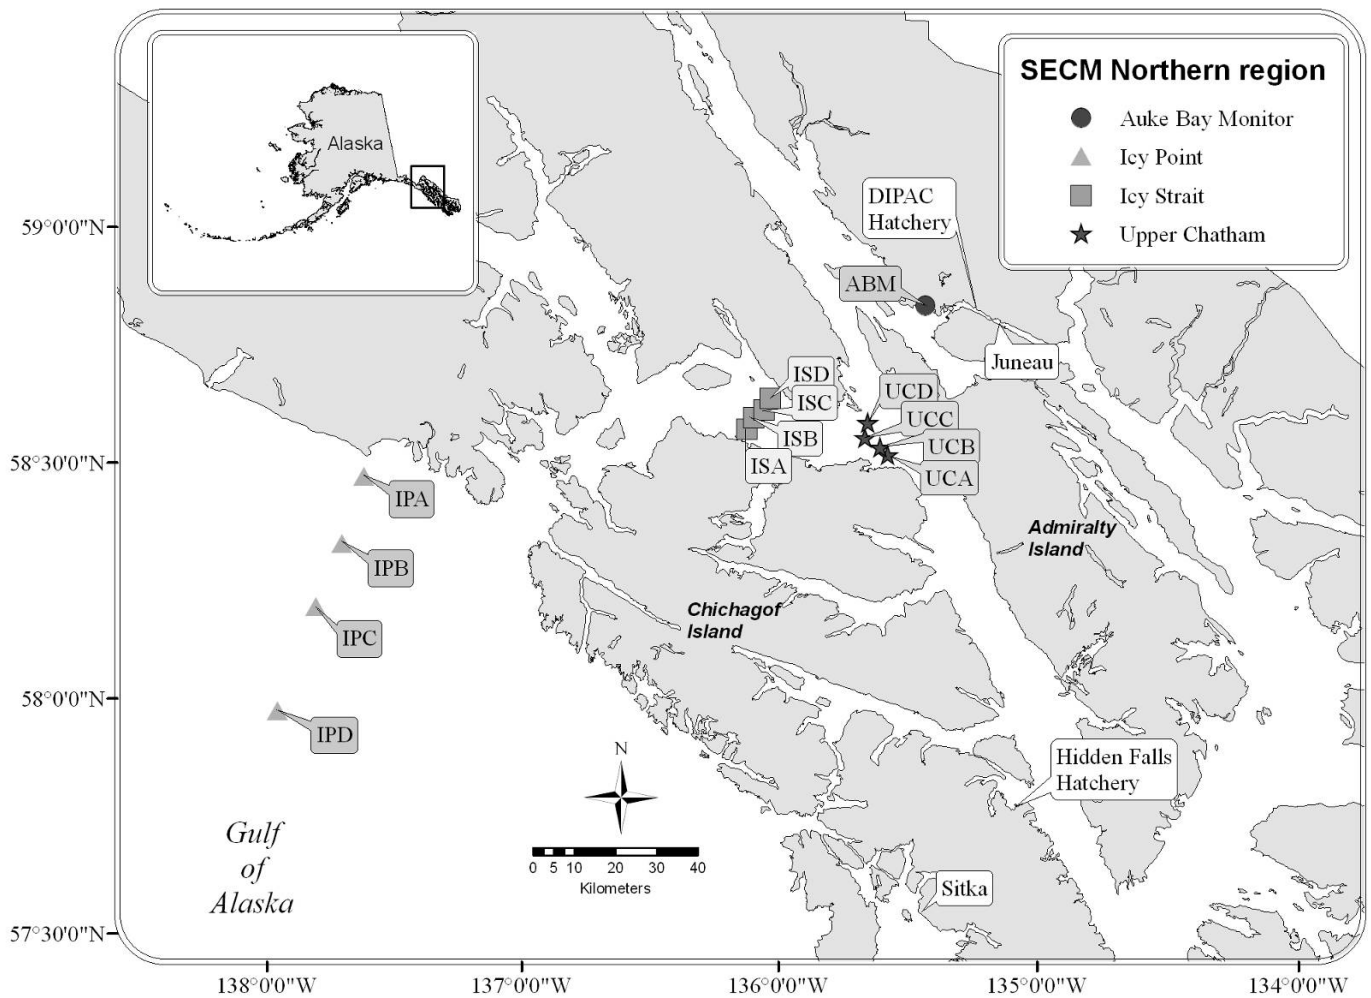 SECM Northern region
Auke Bay Monitor
Icy Point
Icy Strait
Upper Chatham
Alaska
DIPAC
Hatchery
ABM
Juneau
ISD
ISC
ISB
ISA
UCD
UCC
UCB
UCA
IPA
IPB
IPC
IPD
Admiralty
Island
Chichagof
Island
Hidden Falls
Hatchery
Sitka
Gulf
of
Alaska
N
0 5 10 20 30 40
Kilometers
59°0'0"N
58°30'0"N
58°0'0"N
57°30'0"N
138°0'0"W 137°0'0"W 136°0'0"W 135°0'0"W 134°0'0"W